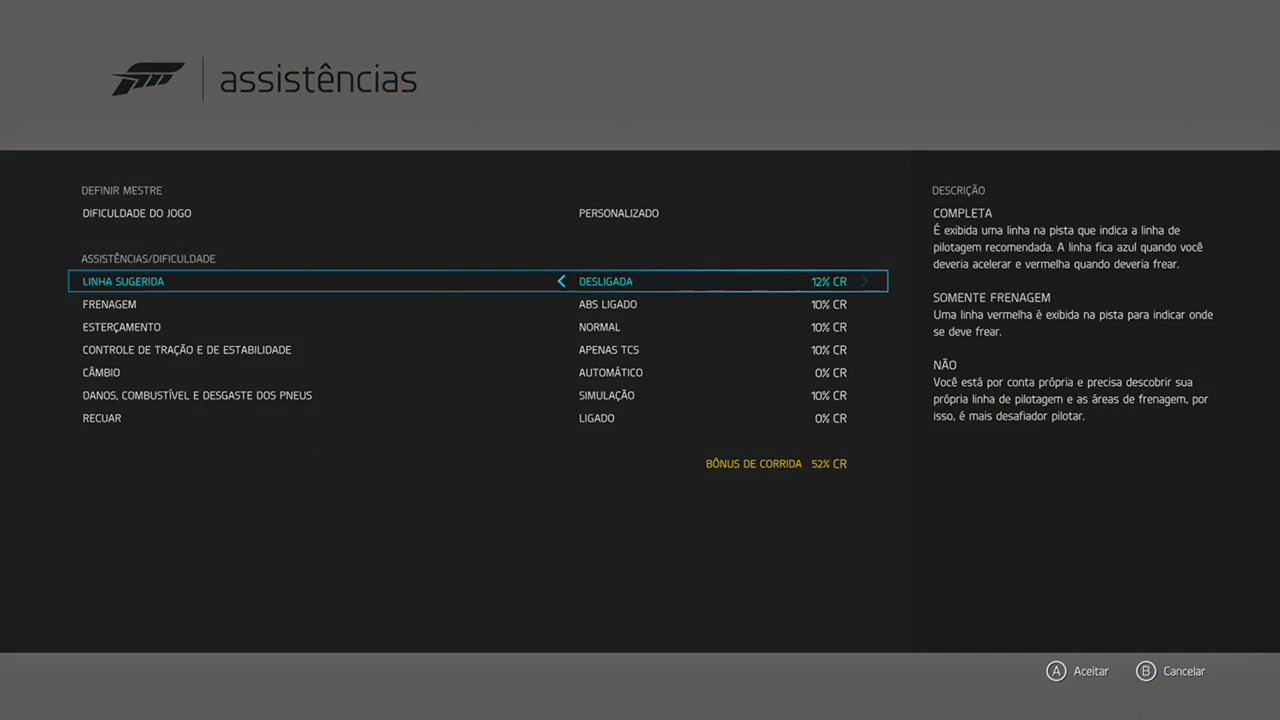 assistências
DEFINIR MESTRE
DIFICULDADE DO JOGO PERSONALIZADO
ASSISTÊNCIAS/DIFICULDADE
LINHA SUGERIDA DESLIGADA 12% CR
FRENAGEM ABS LIGADO 10% CR
ESTERÇAMENTO NORMAL 10% CR
CONTROLE DE TRAÇÃO E DE ESTABILIDADE APENAS TCS 10% CR
CÂMBIO AUTOMÁTICO 0% CR
DANOS, COMBUSTÍVEL E DESGASTE DOS PNEUS SIMULAÇÃO 10% CR
RECUAR LIGADO 0% CR
BÔNUS DE CORRIDA 52% CR
DESCRIÇÃO
COMPLETA
É exibida uma linha na pista que indica a linha de
pilotagem recomendada. A linha fica azul quando você
deveria acelerar e vermelha quando deveria frear.
SOMENTE FRENAGEM
Uma linha vermelha é exibida na pista para indicar onde
se deve frear.
NÃO
Você está por conta própria e precisa descobrir sua
própria linha de pilotagem e as áreas de frenagem, por
isso, é mais desafiador pilotar.
A Aceitar B Cancelar